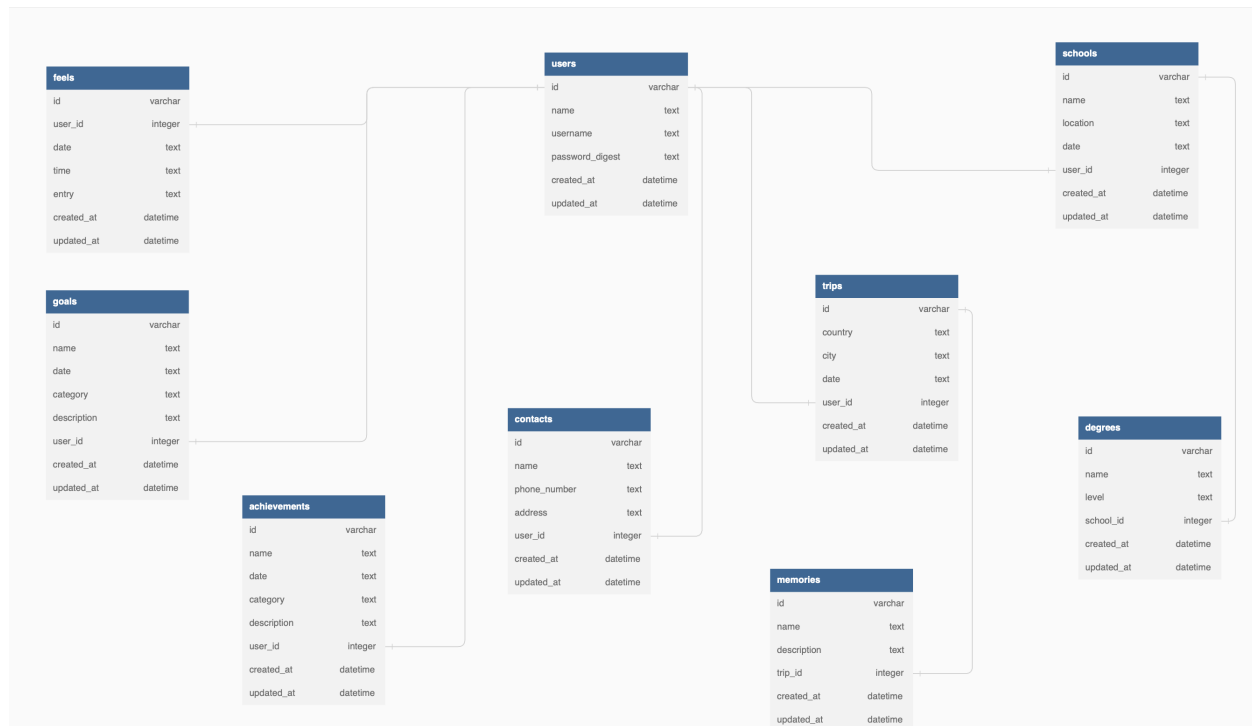 feels
id varchar
user_id integer
date text
time text
entry text
created_at datetime
updated_at datetime
users
id varchar
name text
username text
password_digest text
created_at datetime
updated_at datetime
schools
id varchar
name text
location text
date text
user_id integer
created_at datetime
updated_at datetime
goals
id varchar
name text
date text
category text
description text
user_id integer
created_at datetime
updated_at datetime
trips
id varchar
country text
city text
date text
user_id integer
created_at datetime
updated_at datetime
contacts
id varchar
name text
phone_number text
address text
user_id integer
created_at datetime
updated_at datetime
degrees
id varchar
name text
level text
school_id integer
created_at datetime
updated_at datetime
achievements
id varchar
name text
date text
category text
description text
user_id integer
created_at datetime
updated_at datetime
memories
id varchar
name text
description text
trip_id integer
created_at datetime
updated_at datetime